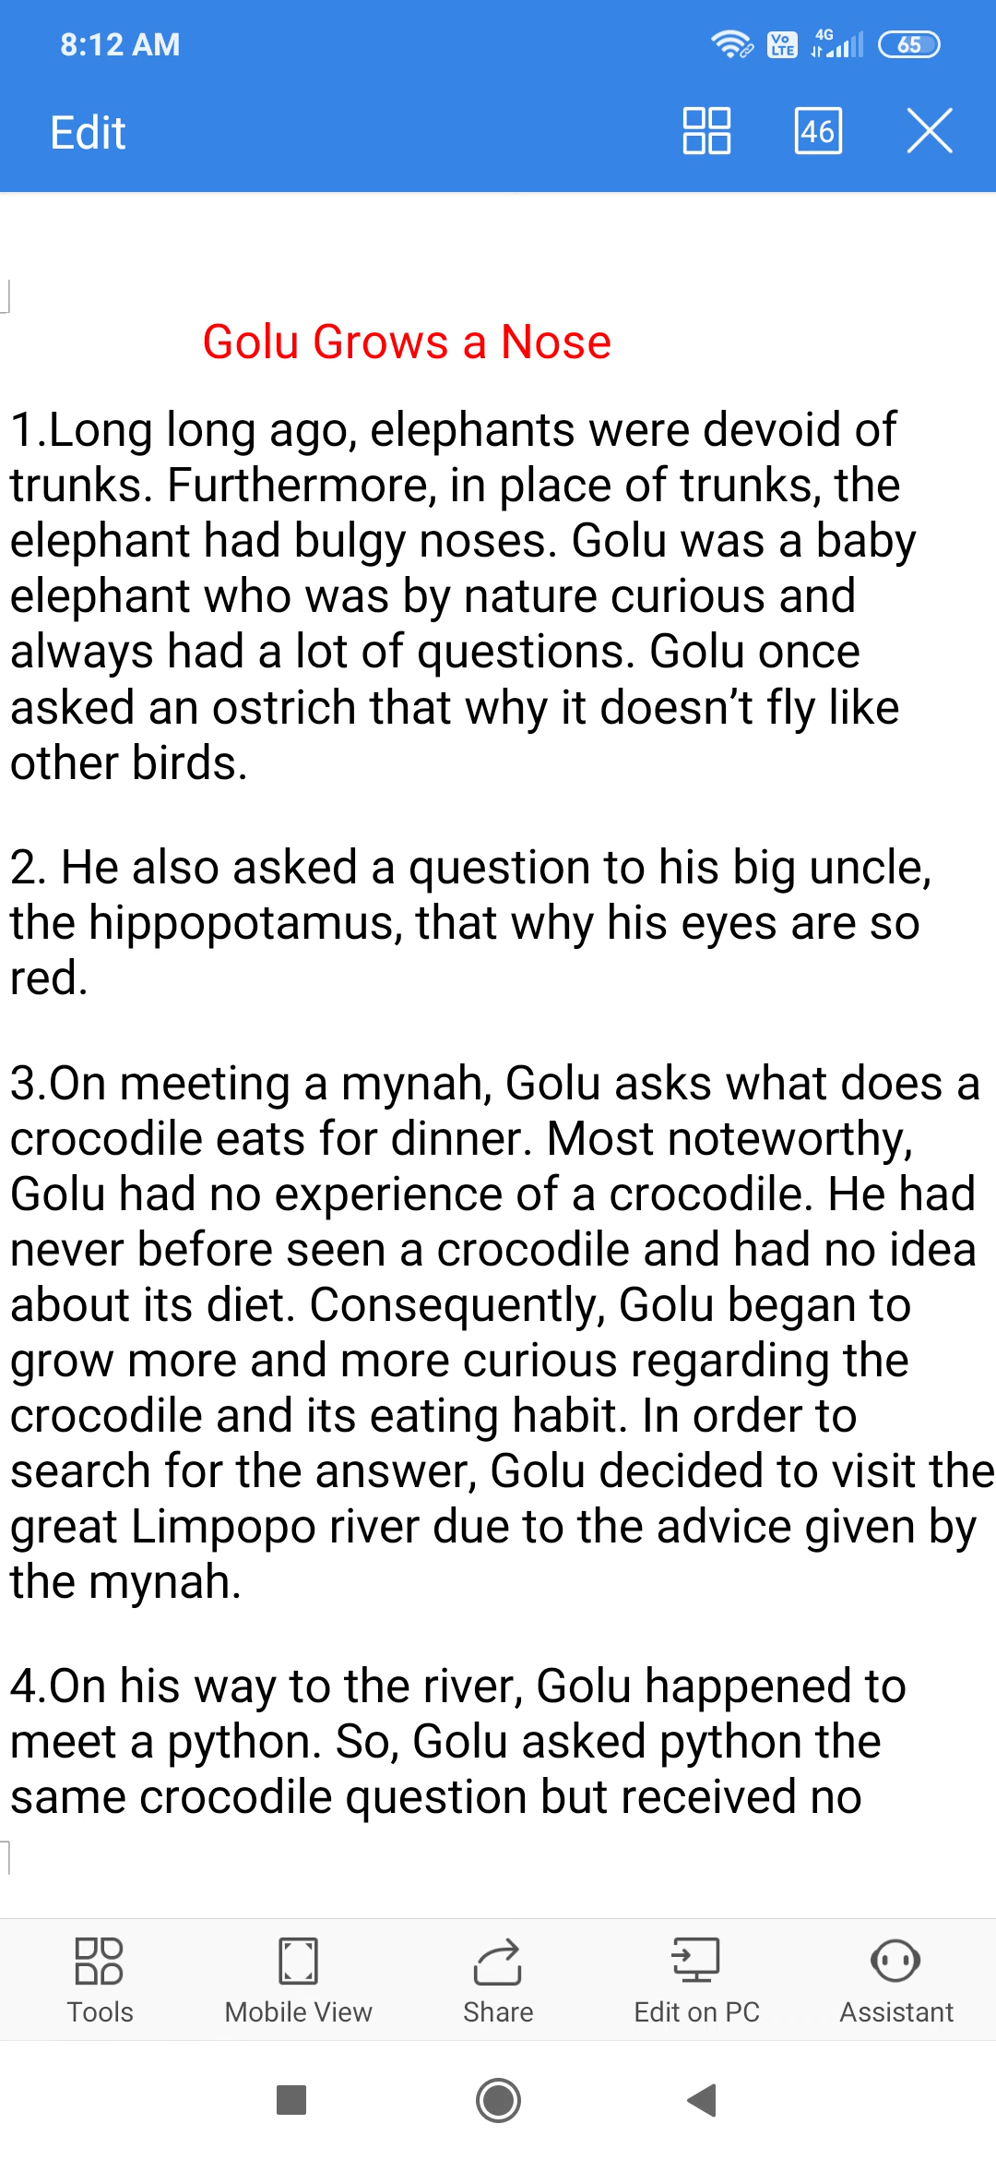 8:12 AM
Vo LTE
4G
65
Edit
46
Golu Grows a Nose
1.Long long ago, elephants were devoid of
trunks. Furthermore, in place of trunks, the
elephant had bulgy noses. Golu was a baby
elephant who was by nature curious and
always had a lot of questions. Golu once
asked an ostrich that why it doesn’t fly like
other birds.
2. He also asked a question to his big uncle,
the hippopotamus, that why his eyes are so
red.
3.On meeting a mynah, Golu asks what does a
crocodile eats for dinner. Most noteworthy,
Golu had no experience of a crocodile. He had
never before seen a crocodile and had no idea
about its diet. Consequently, Golu began to
grow more and more curious regarding the
crocodile and its eating habit. In order to
search for the answer, Golu decided to visit the
great Limpopo river due to the advice given by
the mynah.
4.On his way to the river, Golu happened to
meet a python. So, Golu asked python the
same crocodile question but received no
Tools
Mobile View
Share
Edit on PC
Assistant